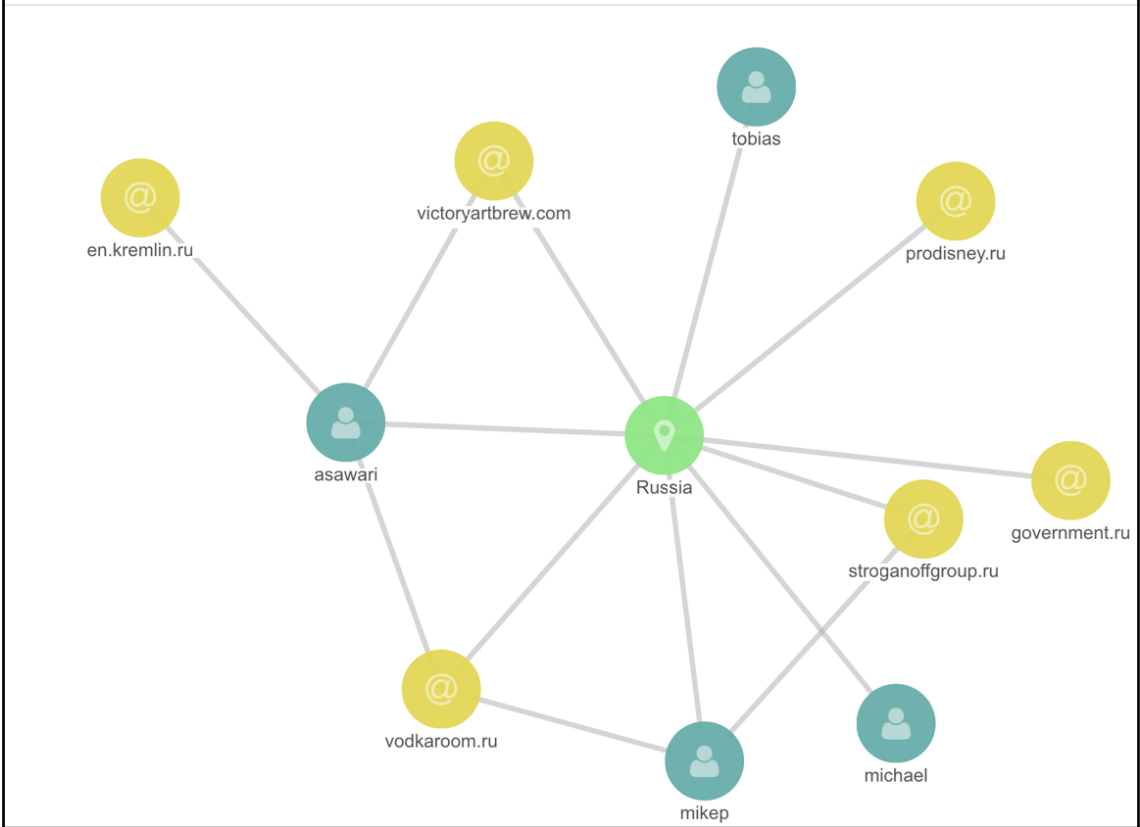 tobias
victoryartbrew.com
en.kremlin.ru
prodisney.ru
asawari
Russia
government.ru
stroganoffgroup.ru
vodkaroom.ru
michael
mikep